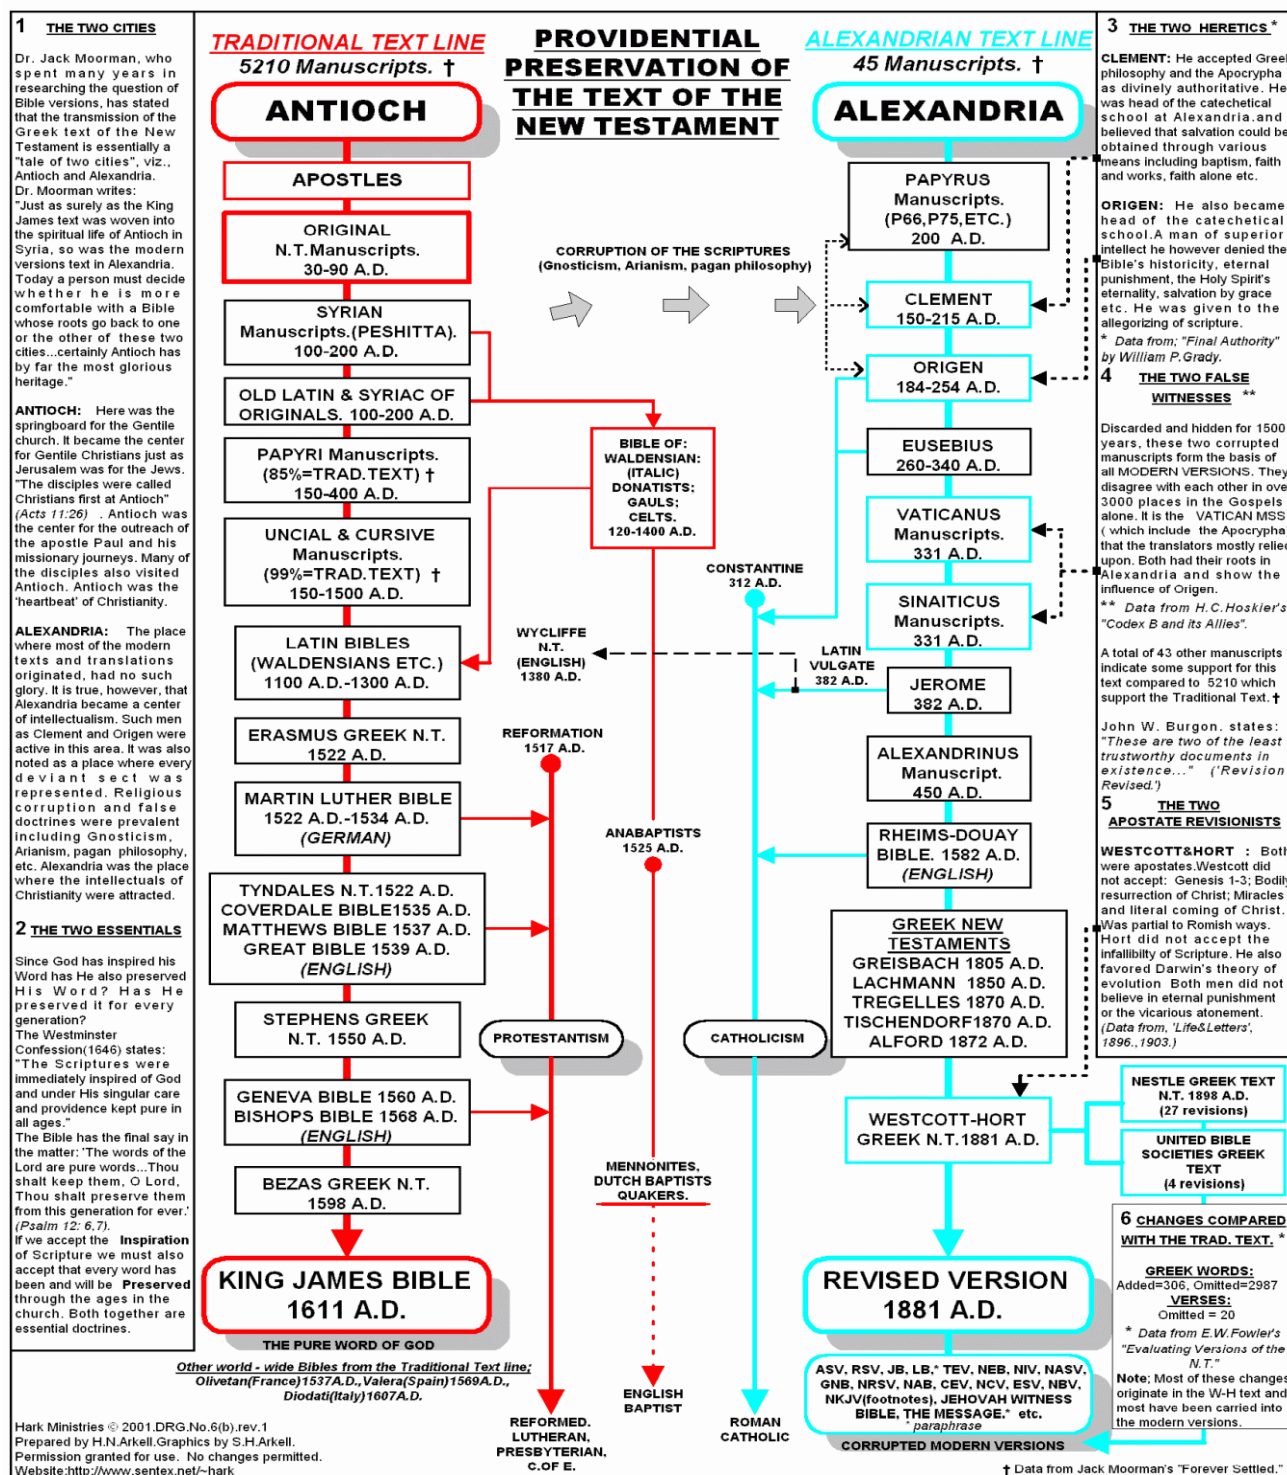 1 THE TWO CITIES
Dr. Jack Moorman, who
spent many years in
researching the question of
Bible versions, has stated
that the transmission of the
Greek text of the New
Testament is essentially a
"tale of two cities", viz.,
Antioch and Alexandria.
Dr. Moorman writes:
"Just as surely as the King
James text was woven into
the spiritual life of Antioch in
Syria, so was the modern
versions text in Alexandria.
Today a person must decide
whether he is more
comfortable with a Bible
whose roots go back to one
or the other of these two
cities...certainly Antioch has
by far the most glorious
heritage."
ANTIOCH: Here was the
springboard for the Gentile
church. It became the center
for Gentile Christians just as
Jerusalem was for the Jews.
"The disciples were called
Christians first at Antioch"
(Acts 11:26) . Antioch was
the center for the outreach of
the apostle Paul and his
missionary journeys. Many of
the disciples also visited
Antioch. Antioch was the
'heartbeat' of Christianity.
ALEXANDRIA: The place
where most of the modern
texts and translations
originated, had no such
glory. It is true, however, that
Alexandria became a center
of intellectualism. Such men
as Clement and Origen were
active in this area. It was also
noted as a place where every
deviant sect was
represented. Religious
corruption and false
doctrines were prevalent
including Gnosticism,
Arianism, pagan philosophy,
etc. Alexandria was the place
where the intellectuals of
Christianity were attracted.
2 THE TWO ESSENTIALS
Since God has inspired his
Word has He also preserved
His Word? Has He
preserved it for every
generation?
The Westminster
Confession(1646) states:
"The Scriptures were
immediately inspired of God
and under His singular care
and providence kept pure in
all ages."
The Bible has the final say in
the matter: 'The words of the
Lord are pure words...Thou
shalt keep them, O Lord,
Thou shalt preserve them
from this generation for ever.'
(Psalm 12: 6,7).
If we accept the Inspiration
of Scripture we must also
accept that every word has
been and will be Preserved
through the ages in the
church. Both together are
essential doctrines.
Hark Ministries © 2001.DRG.No.6(b).rev.1
Prepared by H.N.Arkell.Graphics by S.H.Arkell.
Permission granted for use. No changes permitted.
Website:http://www.sentex.net/~hark
PROVIDENTIAL
PRESERVATION OF
THE TEXT OF THE
NEW TESTAMENT
TRADITIONAL TEXT LINE
5210 Manuscripts. †
ANTIOCH
APOSTLES
ORIGINAL
N.T.Manuscripts.
30-90 A.D.
SYRIAN
Manuscripts.(PESHITTA).
100-200 A.D.
OLD LATIN & SYRIAC OF
ORIGINALS. 100-200 A.D.
PAPYRI Manuscripts.
(85%=TRAD.TEXT) †
150-400 A.D.
UNCIAL & CURSIVE
Manuscripts.
(99%=TRAD.TEXT) †
150-1500 A.D.
LATIN BIBLES
(WALDENSIANS ETC.)
1100 A.D.-1300 A.D.
ERASMUS GREEK N.T.
1522 A.D.
MARTIN LUTHER BIBLE
1522 A.D.-1534 A.D.
(GERMAN)
TYNDALES N.T.1522 A.D.
COVERDALE BIBLE1535 A.D.
MATTHEWS BIBLE 1537 A.D.
GREAT BIBLE 1539 A.D.
(ENGLISH)
STEPHENS GREEK
N.T. 1550 A.D.
GENEVA BIBLE 1560 A.D.
BISHOPS BIBLE 1568 A.D.
(ENGLISH)
BEZAS GREEK N.T.
1598 A.D.
KING JAMES BIBLE
1611 A.D.
THE PURE WORD OF GOD
Other world - wide Bibles from the Traditional Text line;
Olivetan(France)1537A.D.,Valera(Spain)1569A.D.,
Diodati(Italy)1607A.D.
CORRUPTION OF THE SCRIPTURES
(Gnosticism, Arianism, pagan philosophy)
BIBLE OF:
WALDENSIAN:
(ITALIC)
DONATISTS;
GAULS;
CELTS.
120-1400 A.D.
CONSTANTINE
312 A.D.
WYCLIFFE
N.T.
(ENGLISH)
1380 A.D.
LATIN
VULGATE
382 A.D.
REFORMATION
1517 A.D.
ANABAPTISTS
1525 A.D.
PROTESTANTISM
CATHOLICISM
MENNONITES,
DUTCH BAPTISTS
QUAKERS.
REFORMED.
LUTHERAN,
PRESBYTERIAN,
C.OF E.
ENGLISH
BAPTIST
ROMAN
CATHOLIC
ALEXANDRIAN TEXT LINE
45 Manuscripts. †
ALEXANDRIA
PAPYRUS
Manuscripts.
(P66,P75,ETC.)
200 A.D.
CLEMENT
150-215 A.D.
ORIGEN
184-254 A.D.
EUSEBIUS
260-340 A.D.
VATICANUS
Manuscripts.
331 A.D.
SINAITICUS
Manuscripts.
331 A.D.
JEROME
382 A.D.
ALEXANDRINUS
Manuscript.
450 A.D.
RHEIMS-DOUAY
BIBLE. 1582 A.D.
(ENGLISH)
GREEK NEW
TESTAMENTS
GREISBACH 1805 A.D.
LACHMANN 1850 A.D.
TREGELLES 1870 A.D.
TISCHENDORF1870 A.D.
ALFORD 1872 A.D.
WESTCOTT-HORT
GREEK N.T.1881 A.D.
REVISED VERSION
1881 A.D.
ASV, RSV, JB, LB,* TEV, NEB, NIV, NASV,
GNB, NRSV, NAB, CEV, NCV, ESV, NBV,
NKJV(footnotes), JEHOVAH WITNESS
BIBLE, THE MESSAGE.* etc.
* paraphrase
CORRUPTED MODERN VERSIONS
3 THE TWO HERETICS *
CLEMENT: He accepted Greek
philosophy and the Apocrypha
as divinely authoritative. He
was head of the catechetical
school at Alexandria.and
believed that salvation could be
obtained through various
means including baptism, faith
and works, faith alone etc.
ORIGEN: He also became
head of the catechetical
school.A man of superior
intellect he however denied the
Bible's historicity, eternal
punishment, the Holy Spirit's
eternality, salvation by grace
etc. He was given to the
allegorizing of scripture.
* Data from; "Final Authority"
by William P.Grady.
4 THE TWO FALSE
WITNESSES **
Discarded and hidden for 1500
years, these two corrupted
manuscripts form the basis of
all MODERN VERSIONS. They
disagree with each other in over
3000 places in the Gospels
alone. It is the VATICAN MSS
( which include the Apocrypha
that the translators mostly relied
upon. Both had their roots in
Alexandria and show the
influence of Origen.
** Data from H.C.Hoskier's
"Codex B and its Allies".
A total of 43 other manuscripts
indicate some support for this
text compared to 5210 which
support the Traditional Text.†
John W. Burgon. states:
"These are two of the least
trustworthy documents in
existence..." ('Revision
Revised.')
5 THE TWO
APOSTATE REVISIONISTS
WESTCOTT&HORT : Both
were apostates.Westcott did
not accept: Genesis 1-3; Bodily
resurrection of Christ; Miracles
and literal coming of Christ.
Was partial to Romish ways.
Hort did not accept the
infallibilty of Scripture. He also
favored Darwin's theory of
evolution Both men did not
believe in eternal punishment
or the vicarious atonement.
(Data from, 'Life&Letters',
1896.,1903.)
NESTLE GREEK TEXT
N.T. 1898 A.D.
(27 revisions)
UNITED BIBLE
SOCIETIES GREEK
TEXT
(4 revisions)
6 CHANGES COMPARED
WITH THE TRAD. TEXT. *
GREEK WORDS:
Added=306, Omitted=2987
VERSES:
Omitted = 20
* Data from E.W.Fowler's
"Evaluating Versions of the
N.T."
Note; Most of these changes
originate in the W-H text and
most have been carried into
the modern versions.
† Data from Jack Moorman's "Forever Settled."